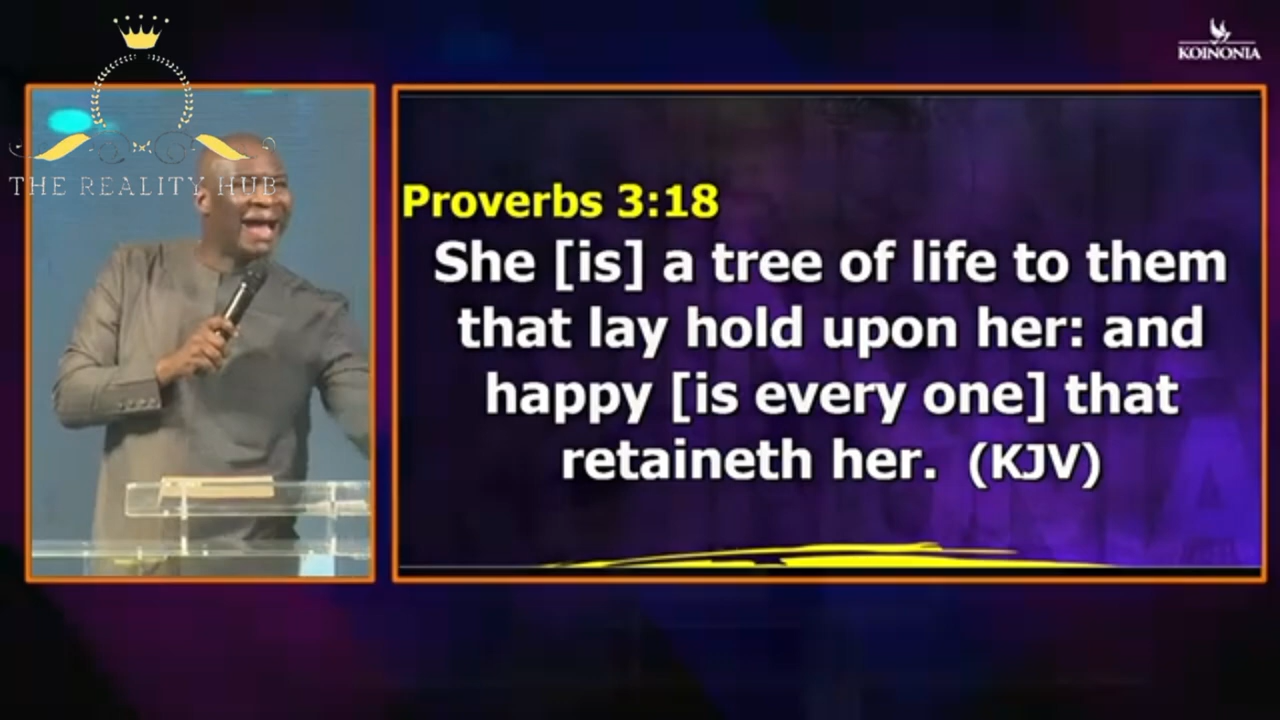 KOINONIA
THE REALITY HUB
Proverbs 3:18
She [is] a tree of life to them
that lay hold upon her: and
happy [is every one] that
retaineth her. (KJV)